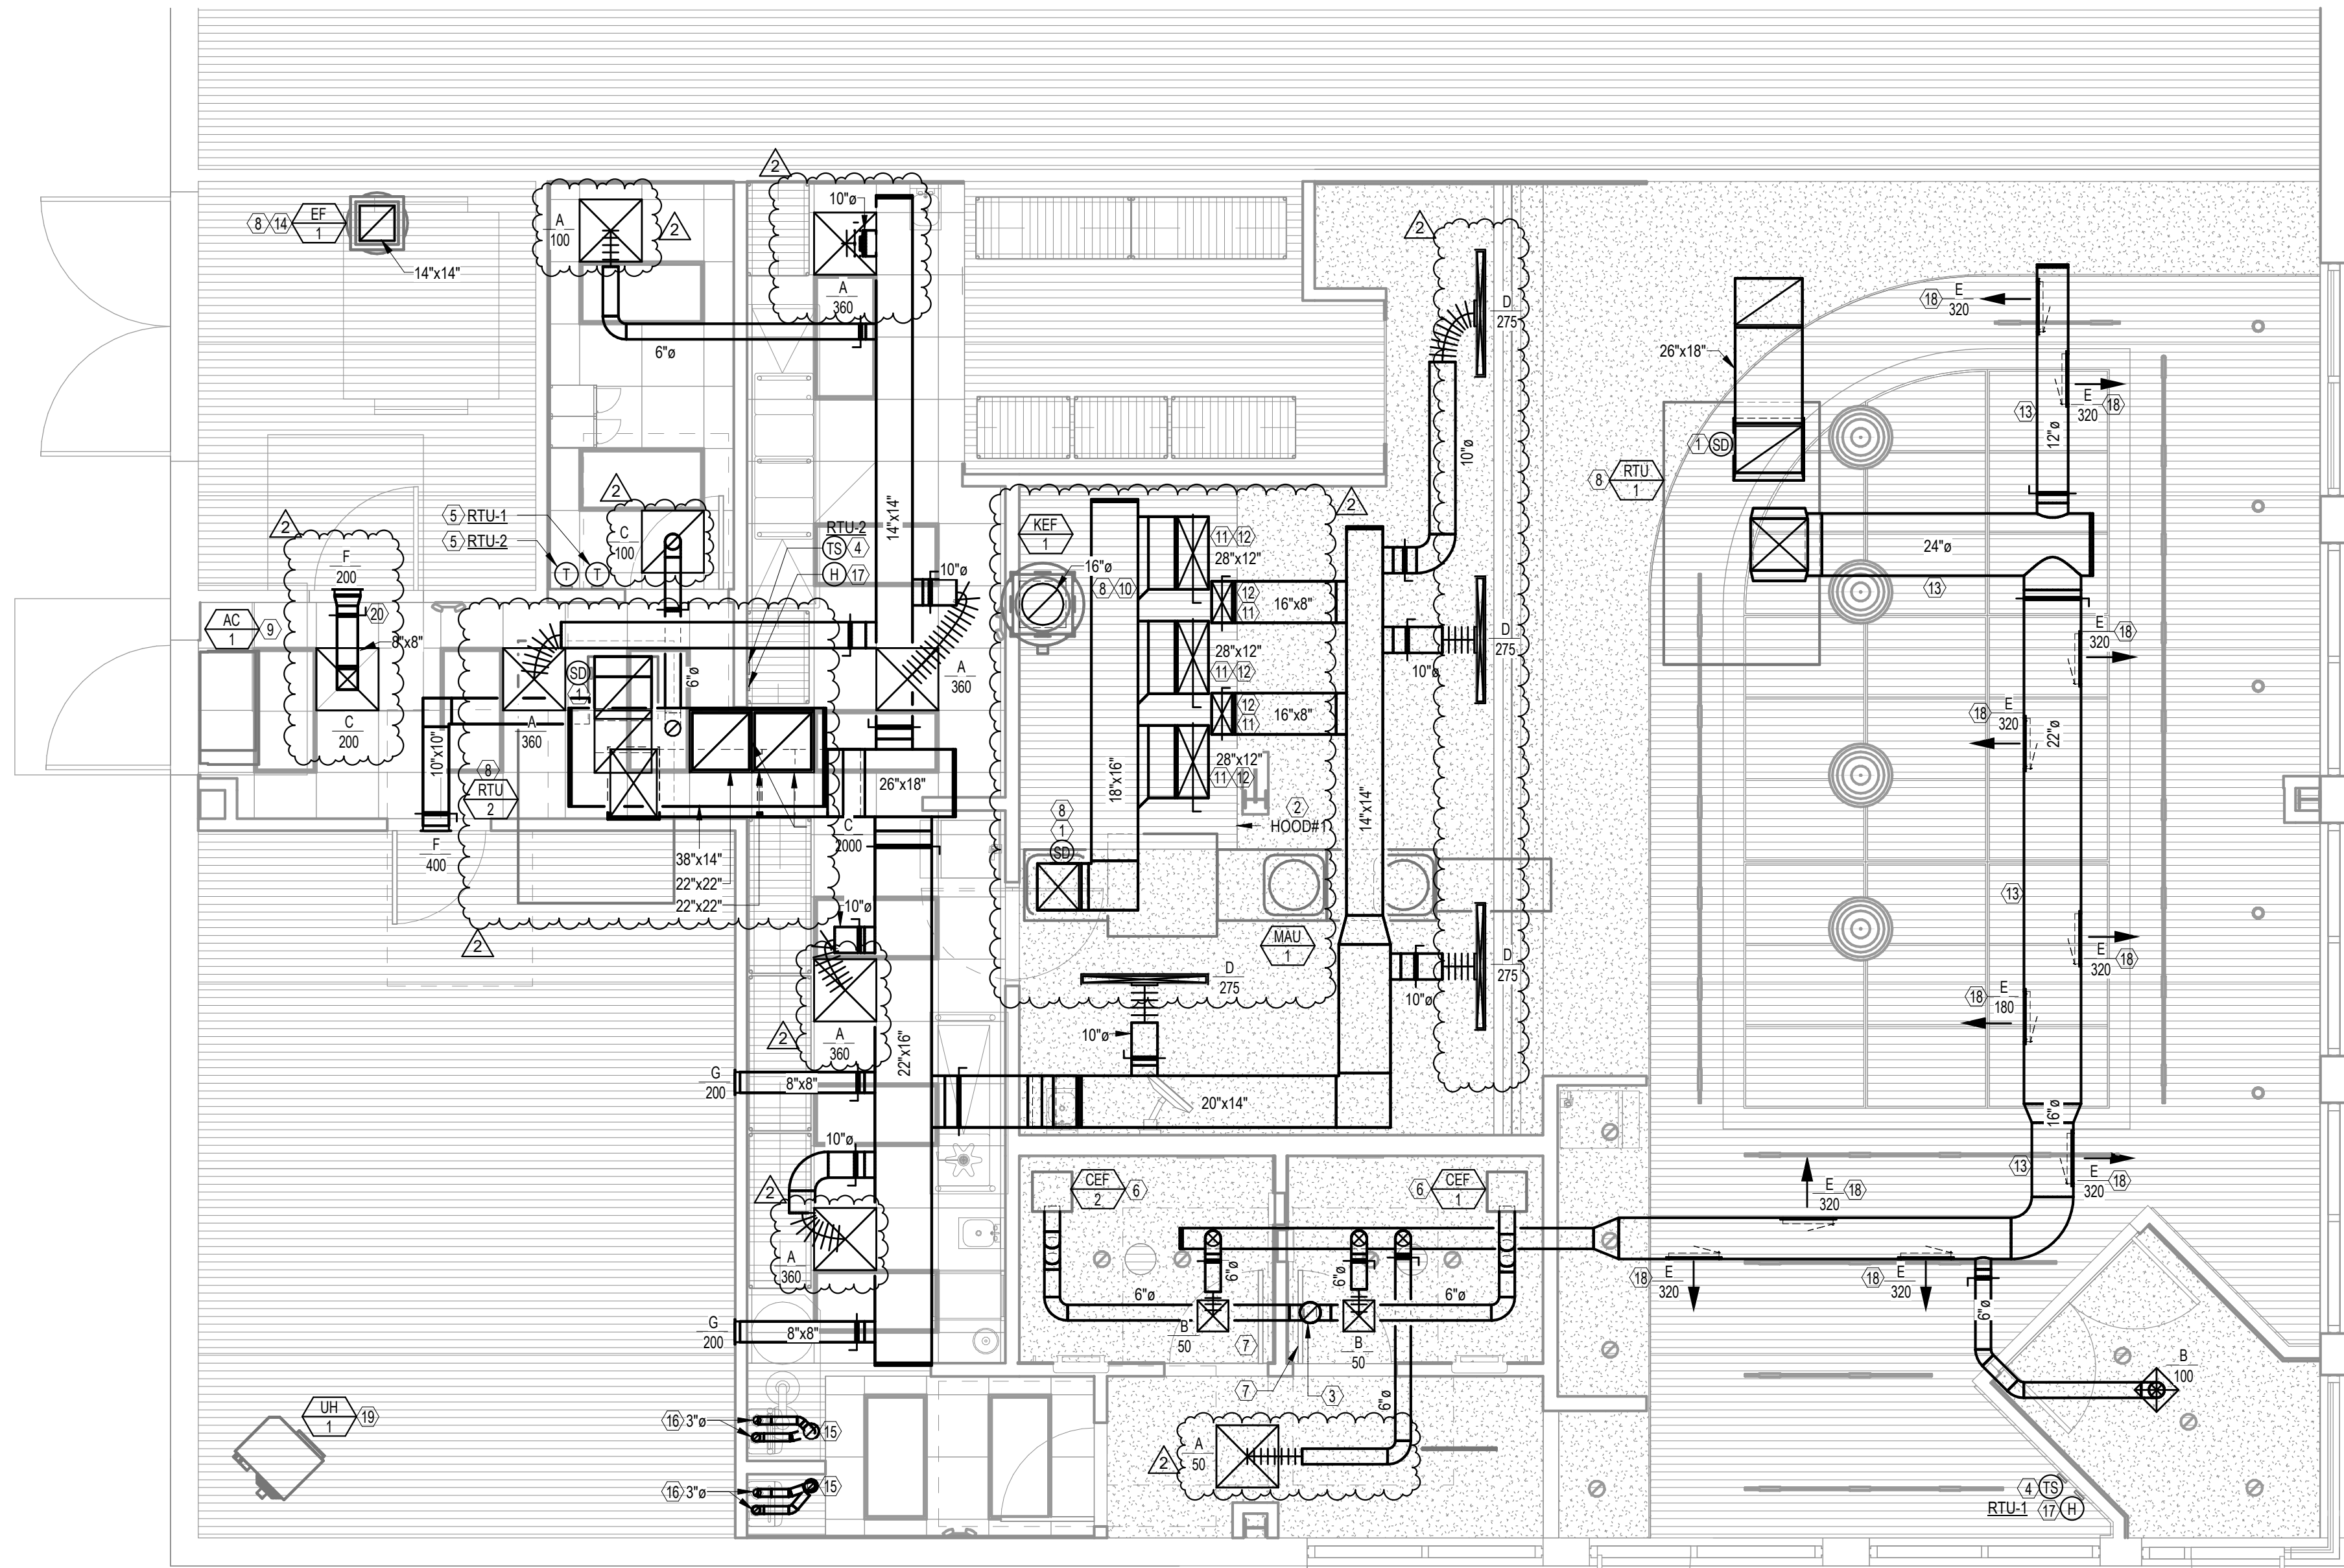 2
2
2
EF
1
8
14
14"x14"
A
100
2
10"ø
A
360
6"ø
D
275
18
E
320
E
320
18
13
12"ø
26"x18"
1
SD
8
RTU
1
10"ø
14"x14"
2
2
2
5
RTU-1
5
RTU-2
T
T
C
100
RTU-2
TS
4
H
17
KEF
1
16"ø
8
10
11
12
28"x12"
12
11
16"x8"
24"ø
13
F
200
20
8"x8"
AC
1
9
C
200
10"ø
SD
1
6"ø
A
360
A
360
28"x12"
11
12
12
11
16"x8"
D
275
10"ø
E
320
18
18
E
320
22"ø
10"x10"
8
RTU
2
26"x18"
18"x16"
28"x12"
11
12
14"x14"
F
400
C
2000
38"x14"
22"x22"
22"x22"
8
1
SD
2
HOOD#1
13
10"ø
2
MAU
1
D
275
D
275
10"ø
E
320
18
18
E
180
10"ø
2
A
360
22"x16"
G
200
8"x8"
20"x14"
16"ø
10"ø
13
E
320
18
2
A
360
CEF
2
6
6
CEF
1
E
320
18
18
E
320
18
E
320
6"ø
6"ø
6"ø
6"ø
6"ø
G
200
8"x8"
B
50
7
B
50
7
3
6"ø
B
100
UH
1
19
16
3"ø
15
16
3"ø
15
2
A
50
4
TS
RTU-1
17
H